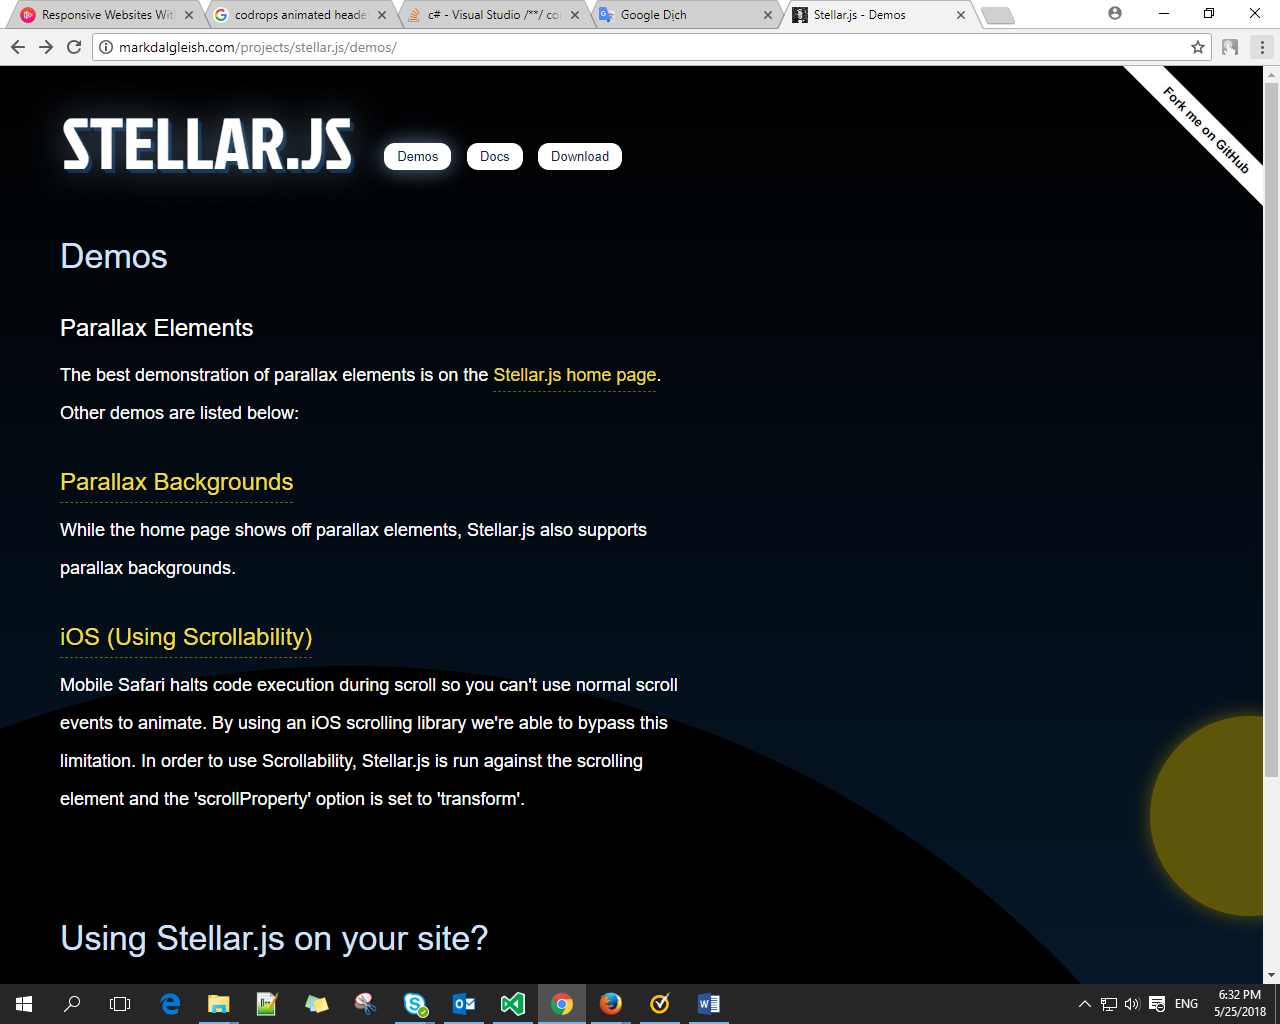 Responsive Websites Wit
codrops animated heade
c# - Visual Studio /**/ co
Google Dịch
Stellar.js - Demos
markdalgleish.com/projects/stellar.js/demos/
Fork me on GitHub
STELLAR.JS
Demos
Docs
Download
Demos
Parallax Elements
The best demonstration of parallax elements is on the Stellar.js home page.
Other demos are listed below:
Parallax Backgrounds
While the home page shows off parallax elements, Stellar.js also supports
parallax backgrounds.
iOS (Using Scrollability)
Mobile Safari halts code execution during scroll so you can't use normal scroll
events to animate. By using an iOS scrolling library we're able to bypass this
limitation. In order to use Scrollability, Stellar.js is run against the scrolling
element and the 'scrollProperty' option is set to 'transform'.
Using Stellar.js on your site?
ENG
6:32 PM
5/25/2018